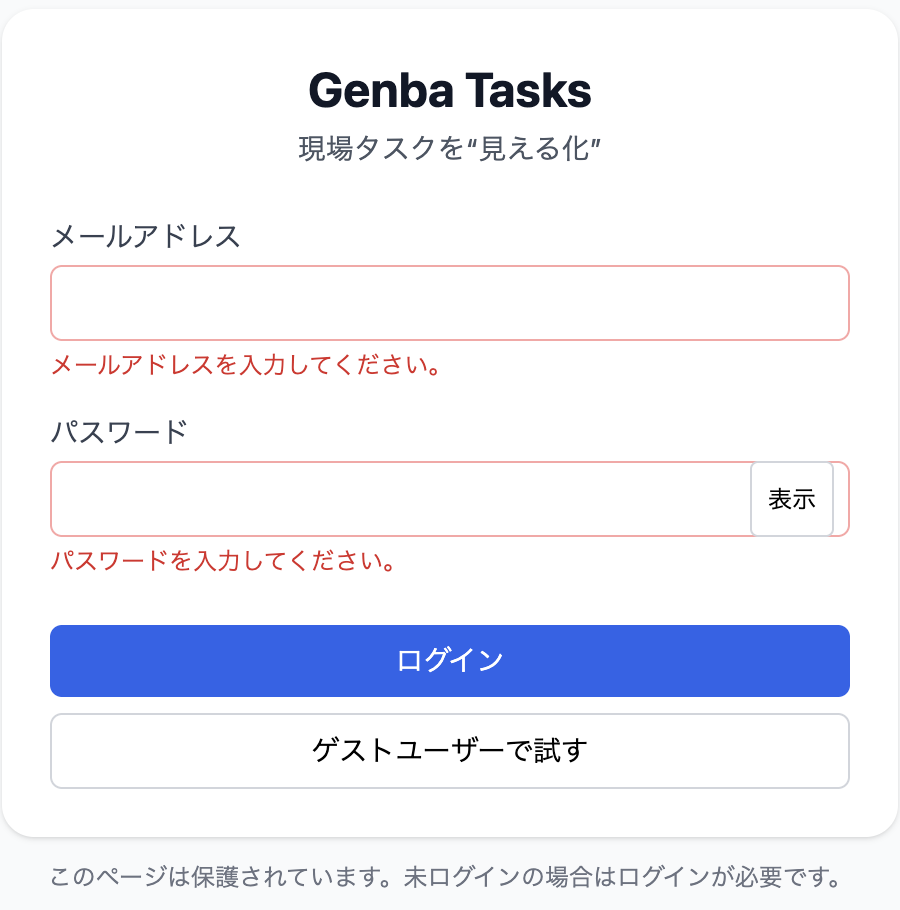 Genba Tasks
現場タスクを“見える化”
メールアドレス
メールアドレスを入力してください。
パスワード
表示
パスワードを入力してください。
ログイン
ゲストユーザーで試す
このページは保護されています。未ログインの場合はログインが必要です。